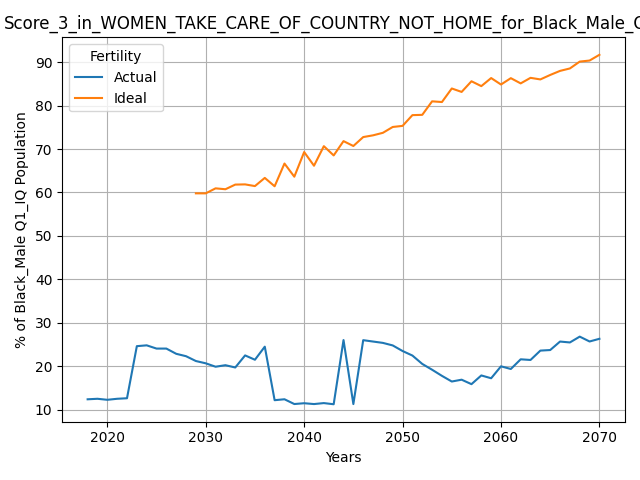 Score_3_in_WOMEN_TAKE_CARE_OF_COUNTRY_NOT_HOME_for_Black_Male_
Fertility
Actual
Ideal
% of Black_Male Q1_IQ Population
90
80
70
60
50
40
30
20
10
2020 2030 2040 2050 2060 2070
Years